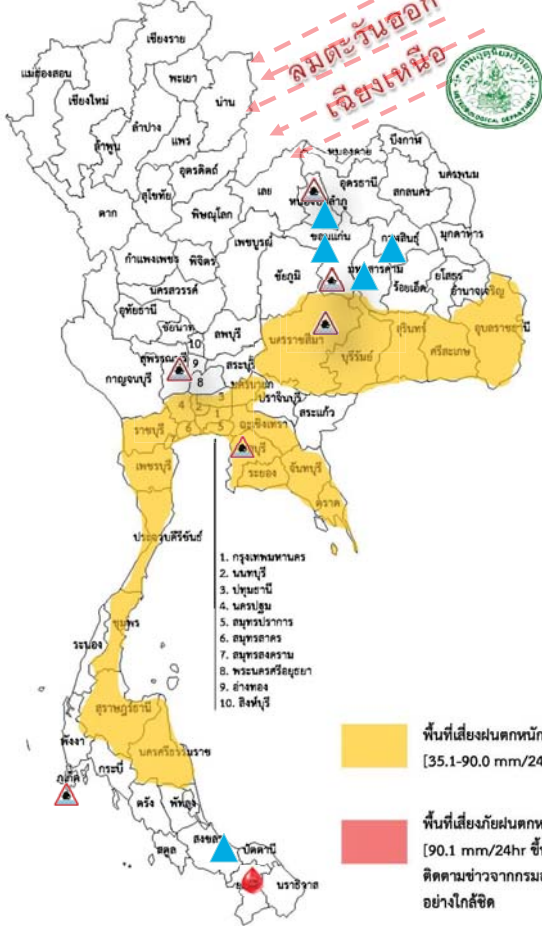 ลมตะวันออก
เฉียงเหนือ
กรมอุตุนิยมวิทยา
METEOROLOGICAL DEPARTMENT
เชียงราย
แม่ฮ่องสอน
พะเยา
เชียงใหม่
น่าน
ลำปาง
ลำพูน
แพร่
อุตรดิตถ์
สุโขทัย
ตาก
พิษณุโลก
เลย
หนองคาย
บึงกาฬ
อุดรธานี
นครพนม
สกลนคร
เพชรบูรณ์
มุกดาหาร
กำแพงเพชร
พิจิตร
ชัยภูมิ
ร้อยเอ็ด
ยโสธร
อำนาจเจริญ
นครสวรรค์
อุทัยธานี
ชัยนาท
ลพบุรี
นครราชสีมา
บุรีรัมย์
สุรินทร์
ศรีสะเกษ
อุบลราชธานี
10
9
8
สระบุรี
กาญจนบุรี
นครนายก
ปราจีนบุรี
สระแก้ว
4
2
3
1
5
6
ฉะเชิงเทรา
ราชบุรี
เพชรบุรี
ระยอง
จันทบุรี
ตราด
ประจวบคีรีขันธ์
1. กรุงเทพมหานคร
2. นนทบุรี
3. ปทุมธานี
4. นครปฐม
5. สมุทรปราการ
6. สมุทรสาคร
7. สมุทรสงคราม
8. พระนครศรีอยุธยา
9. อ่างทอง
10. สิงห์บุรี
ชุมพร
ระนอง
สุราษฎร์ธานี
พังงา
นครศรีธรรมราช
กระบี่
ภูเก็ต
ตรัง
พัทลุง
สตูล
ปัตตานี
นราธิวาส
พื้นที่เสี่ยงฝนตกหนัก
[35.1-90.0 mm/24
พื้นที่เสี่ยงภัยฝนตกห
[90.1 mm/24hr ขึ้น
ติดตามข่าวจากกรมอ
อย่างใกล้ชิด